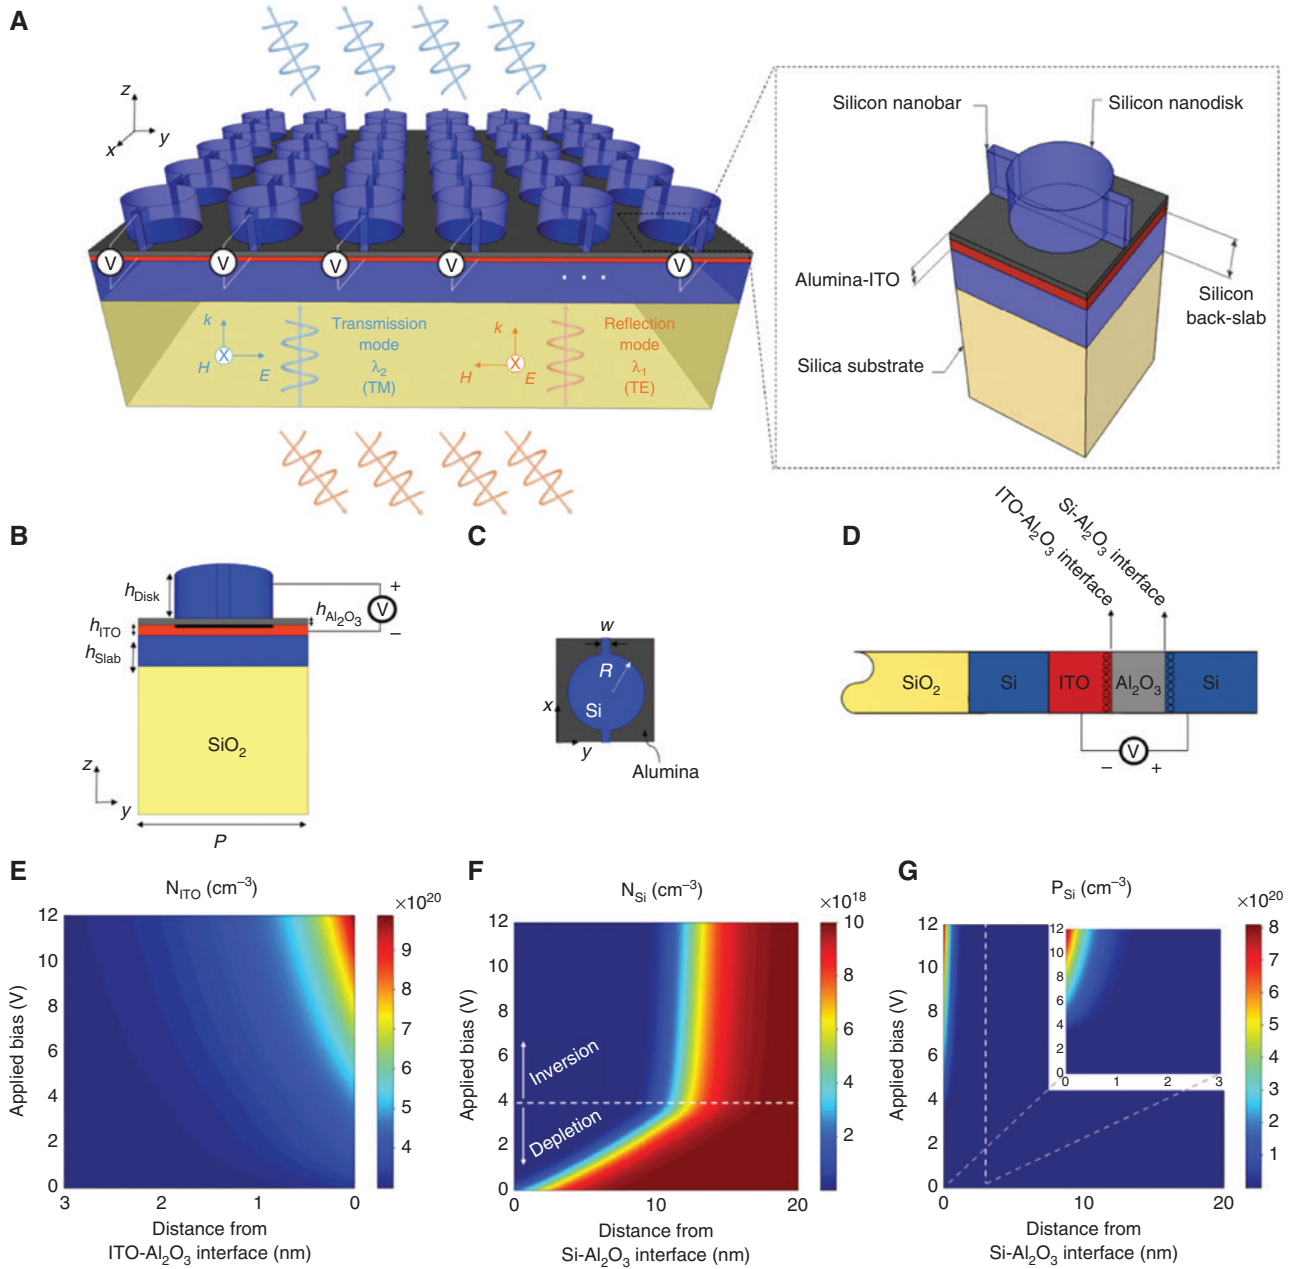 A
z
y
x
V
V
V
V
V
. . .
k
H
E
Transmission
mode
λ2
(TM)
k
H
E
Reflection
mode
λ1
(TE)
Silicon nanobar
Silicon nanodisk
Alumina-ITO
Silicon
back-slab
Silica substrate
B
hDisk
hITO
hSlab
hAl2O3
+
V
−
SiO2
z
y
P
C
w
R
Si
x
y
Alumina
D
ITO-Al2O3 interface
Si-Al2O3 interface
SiO2
Si
ITO
Al2O3
Si
− V +
E
NITO (cm−3)
×10^20
12
10
8
6
4
2
0
3 2 1 0
9
8
7
6
5
4
Applied bias (V)
Distance from
ITO-Al2O3 interface (nm)
F
NSi (cm−3)
×10^18
12
10
8
6
4
2
0
0 10 20
10
8
6
4
2
Inversion
Depletion
Applied bias (V)
Distance from
Si-Al2O3 interface (nm)
G
PSi (cm−3)
×10^20
12
10
8
6
4
2
0
0 10 20
12
10
8
6
4
2
0
0 1 2 3
8
7
6
5
4
3
2
1
Applied bias (V)
Distance from
Si-Al2O3 interface (nm)